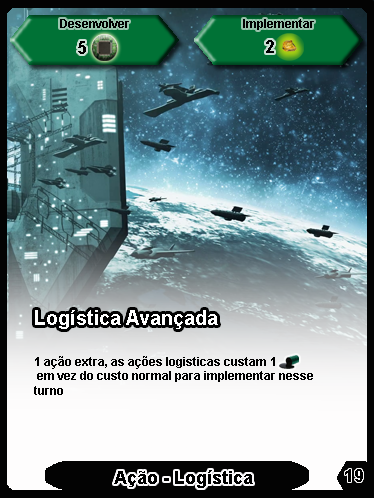 Desenvolver
5
Implementar
2
Logística Avançada
1 ação extra, as ações logisticas custam 1
em vez do custo normal para implementar nesse
turno
Ação - Logística
19